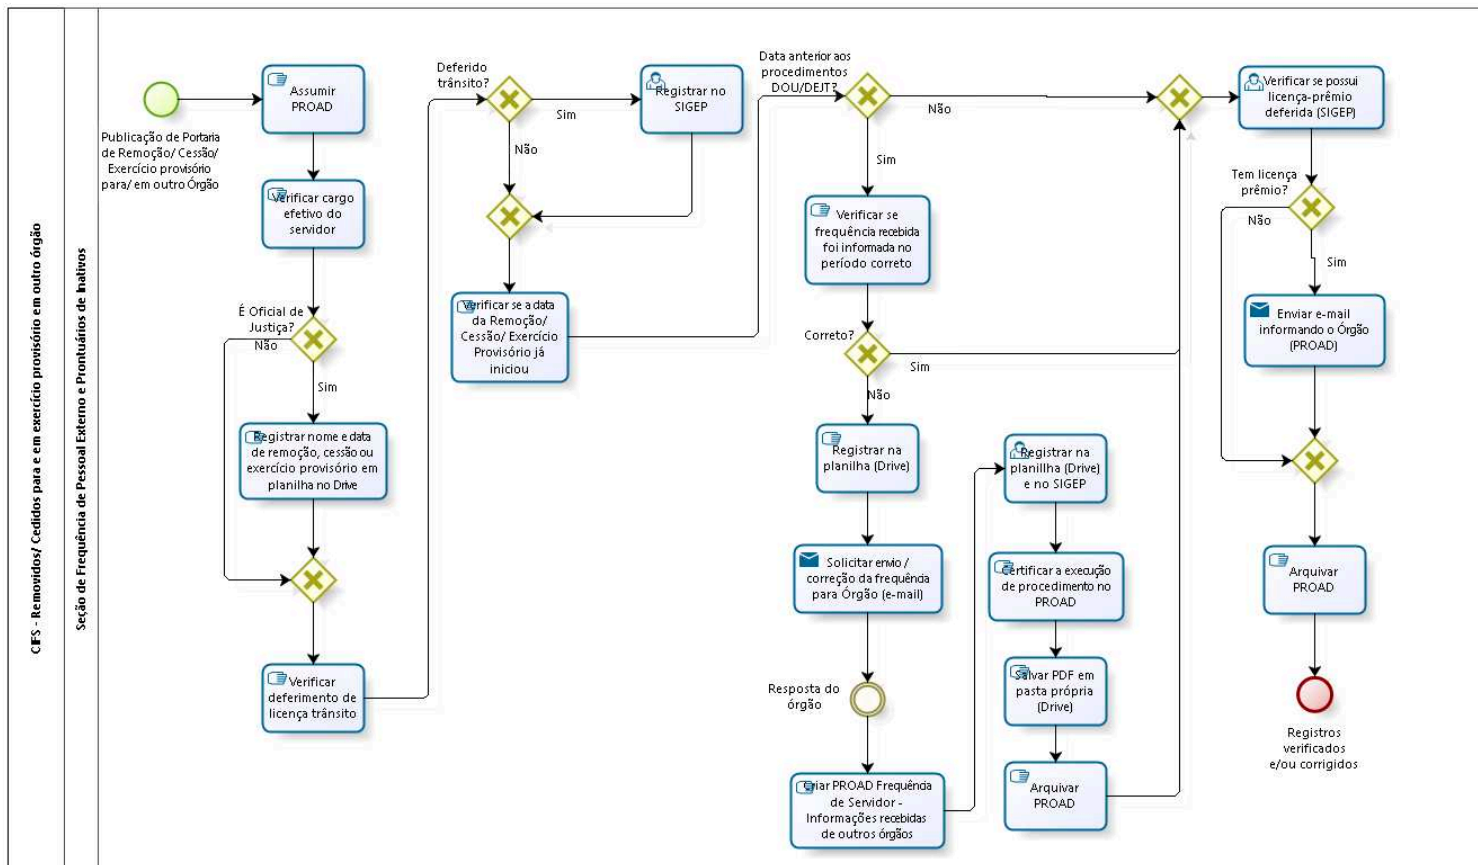 CIFS - Removidos/ Cedidos para e em exercício provisório em outro órgão
Seção de Frequência de Pessoal Externo e Prontuários de Inativos
Publicação de Portaria
de Remoção/ Cessão/
Exercício provisório
para/ em outro Órgão
Assumir
PROAD
Verificar cargo
efetivo do
servidor
É Oficial de
Justiça?
Não
Sim
Registrar nome e data
de remoção, cessão ou
exercício provisório em
planilha no Drive
Verificar
deferimento de
licença trânsito
Deferido
trânsito?
Sim
Não
Registrar no
SIGEP
Verificar se a data
da Remoção/
Cessão/ Exercício
Provisório já
iniciou
Data anterior aos
procedimentos
DOU/DEJT?
Não
Sim
Verificar se
frequência recebida
foi informada no
período correto
Correto?
Sim
Não
Registrar na
planilha (Drive)
Solicitar envio /
correção da frequência
para Órgão (e-mail)
Resposta do
órgão
Criar PROAD Frequência
de Servidor -
Informações recebidas
de outros órgãos
Registrar na
planillha (Drive)
e no SIGEP
Certificar a execução
de procedimento no
PROAD
Salvar PDF em
pasta própria
(Drive)
Arquivar
PROAD
Verificar se possui
licença-prêmio
deferida (SIGEP)
Tem licença
prêmio?
Não
Sim
Enviar e-mail
informando o Órgão
(PROAD)
Arquivar
PROAD
Registros
verificados
e/ou corrigidos